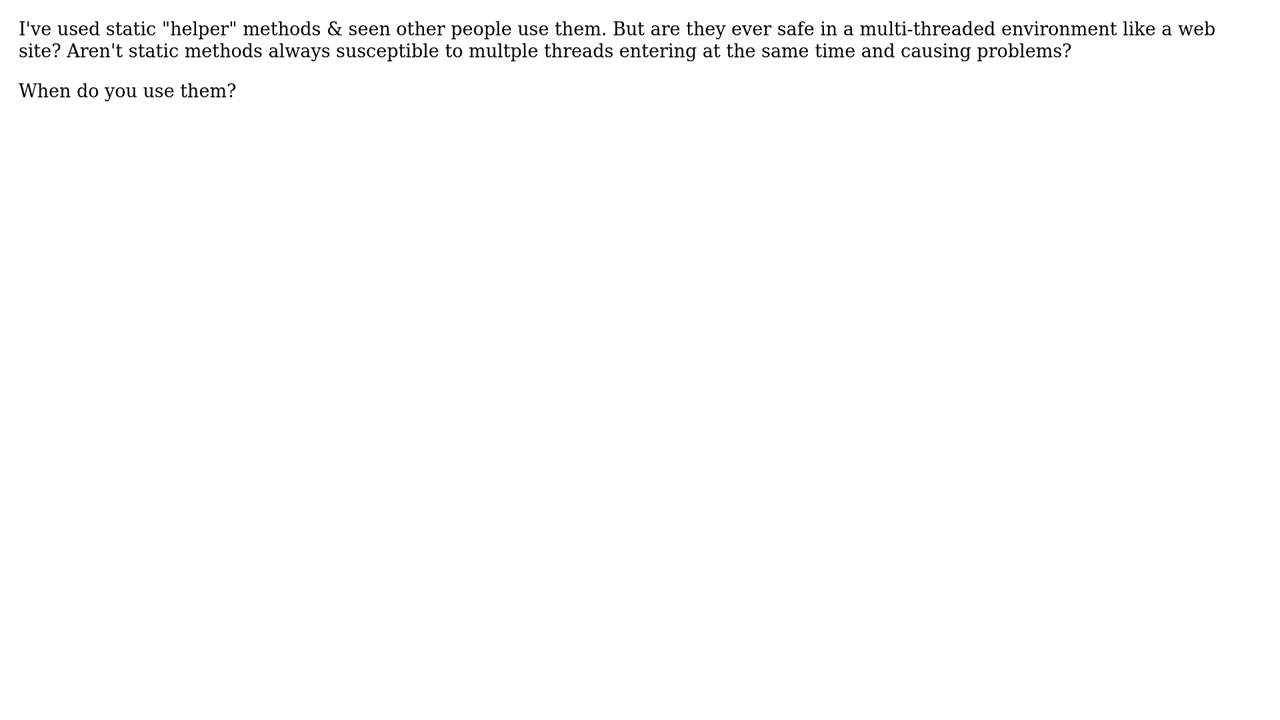 I've used static "helper" methods & seen other people use them. But are they ever safe in a multi-threaded environment like a web
site? Aren't static methods always susceptible to multple threads entering at the same time and causing problems?
When do you use them?